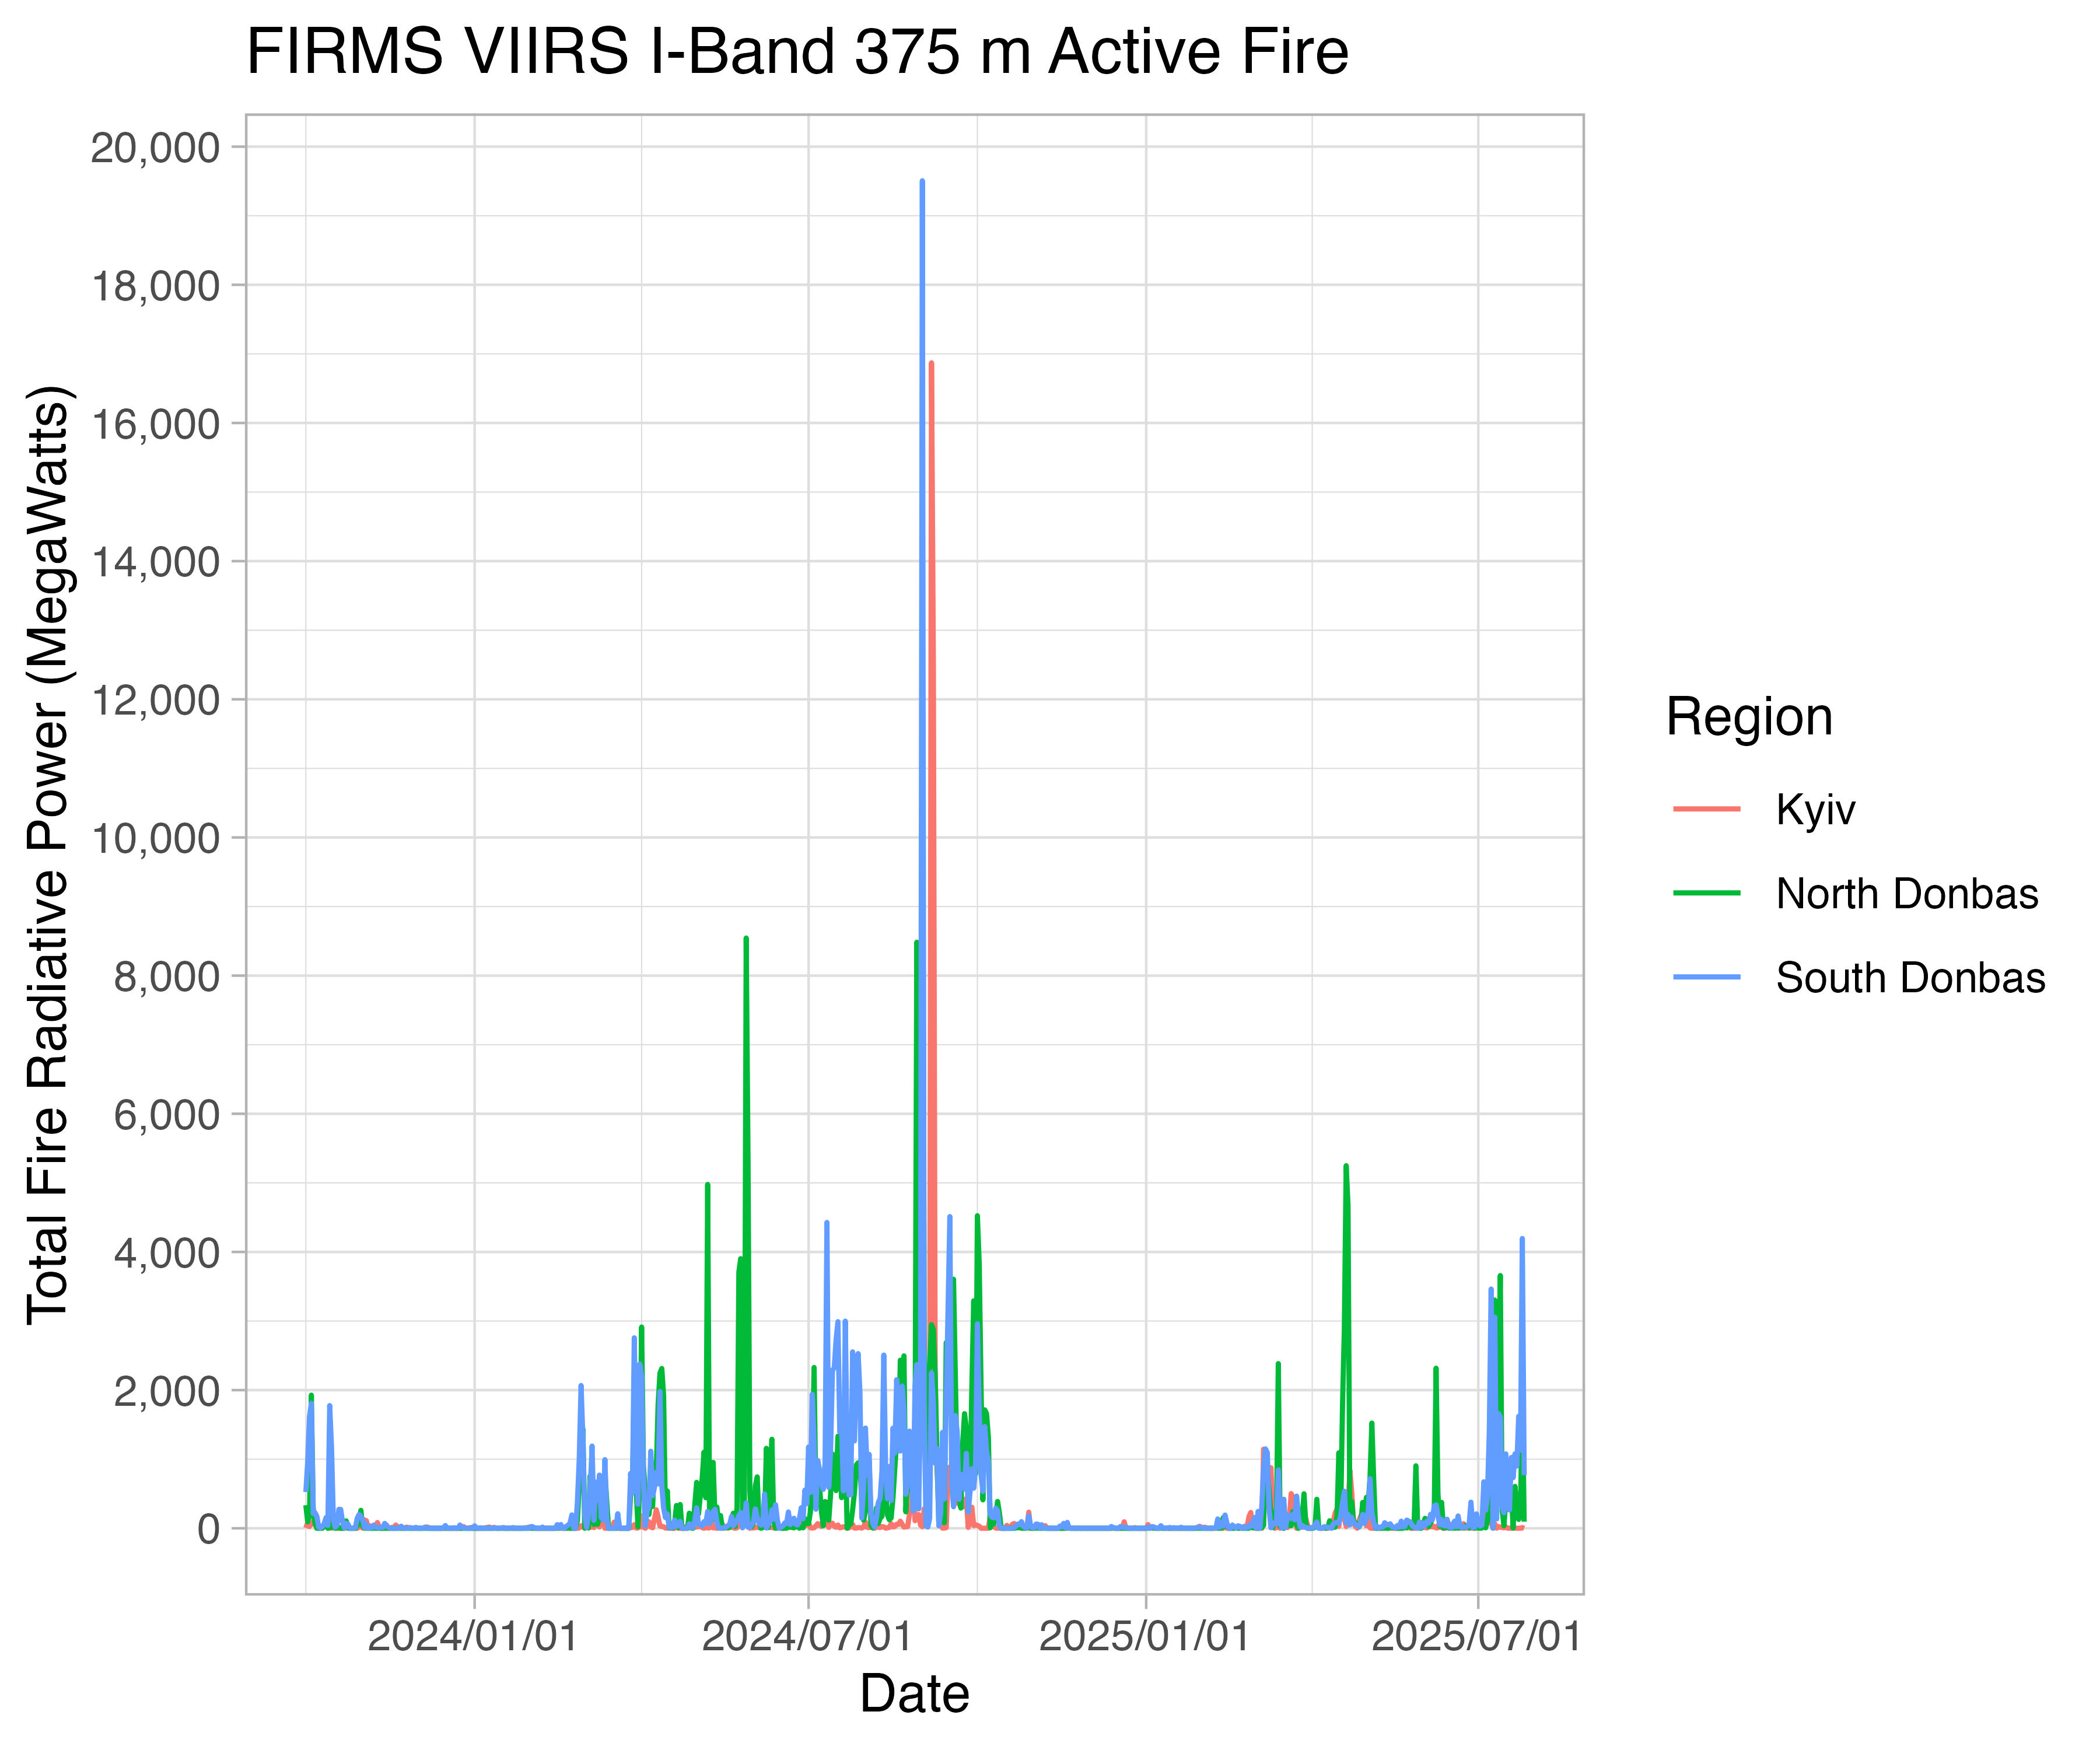 FIRMS VIIRS I-Band 375 m Active Fire
Total Fire Radiative Power (MegaWatts)
20,000
18,000
16,000
14,000
12,000
10,000
8,000
6,000
4,000
2,000
0
2024/01/01
2024/07/01
2025/01/01
2025/07/01
Date
Region
Kyiv
North Donbas
South Donbas